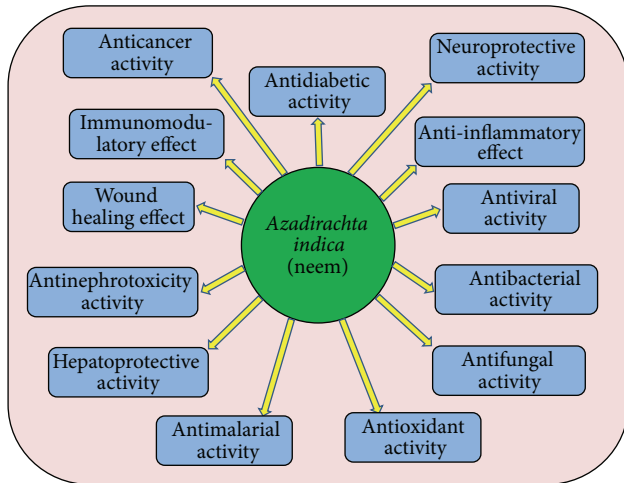 Anticancer
activity
Antidiabetic
activity
Neuroprotective
activity
Immunomodu-
latory effect
Anti-inflammatory
effect
Wound
healing effect
Azadirachta
indica
(neem)
Antiviral
activity
Antinephrotoxicity
activity
Antibacterial
activity
Hepatoprotective
activity
Antifungal
activity
Antimalarial
activity
Antioxidant
activity